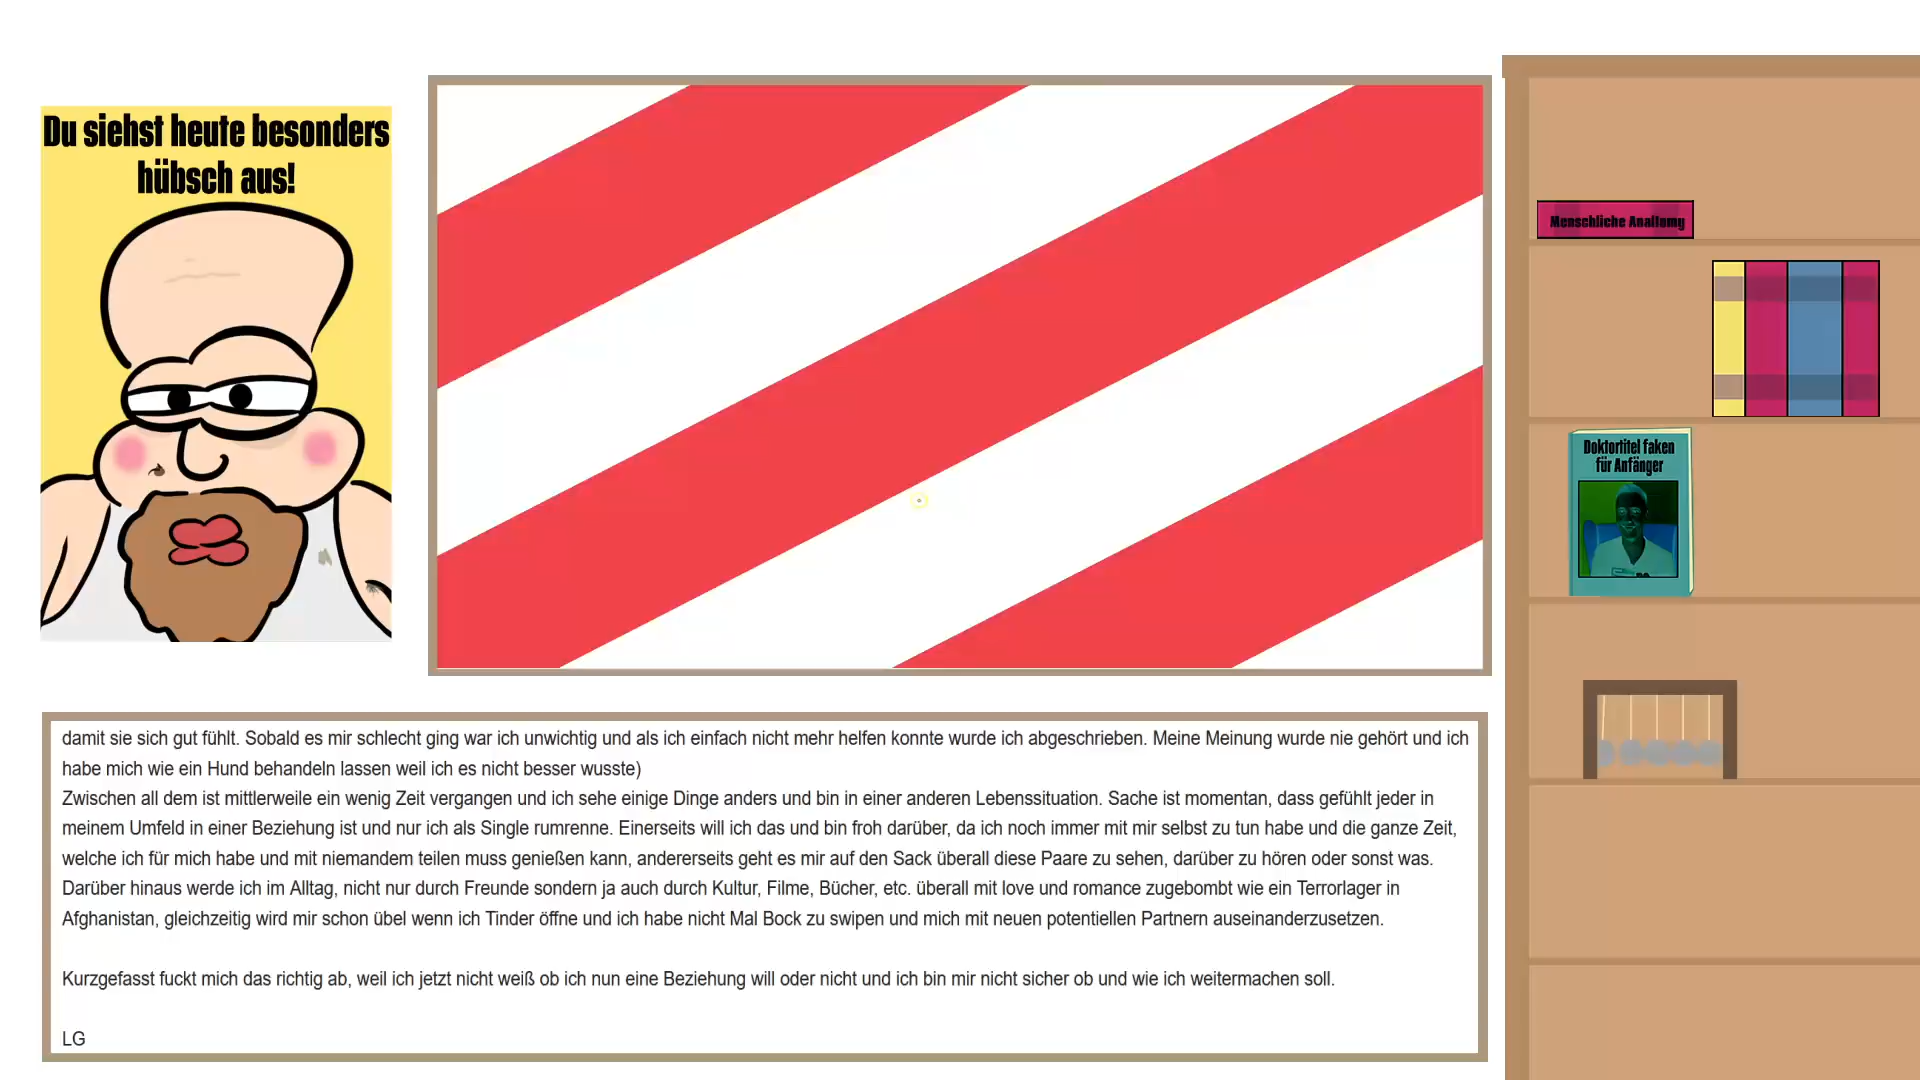 Du siehst heute besonders
hübsch aus!
Menschliche Anallumy
Doktortitel faken
für Anfänger
damit sie sich gut fühlt. Sobald es mir schlecht ging war ich unwichtig und als ich einfach nicht mehr helfen konnte wurde ich abgeschrieben. Meine Meinung wurde nie gehört und ich
habe mich wie ein Hund behandeln lassen weil ich es nicht besser wusste)
Zwischen all dem ist mittlerweile ein wenig Zeit vergangen und ich sehe einige Dinge anders und bin in einer anderen Lebenssituation. Sache ist momentan, dass gefühlt jeder in
meinem Umfeld in einer Beziehung ist und nur ich als Single rumrenne. Einerseits will ich das und bin froh darüber, da ich noch immer mit mir selbst zu tun habe und die ganze Zeit,
welche ich für mich habe und mit niemandem teilen muss genießen kann, andererseits geht es mir auf den Sack überall diese Paare zu sehen, darüber zu hören oder sonst was.
Darüber hinaus werde ich im Alltag, nicht nur durch Freunde sondern ja auch durch Kultur, Filme, Bücher, etc. überall mit love und romance zugebombt wie ein Terrorlager in
Afghanistan, gleichzeitig wird mir schon übel wenn ich Tinder öffne und ich habe nicht Mal Bock zu swipen und mich mit neuen potentiellen Partnern auseinanderzusetzen.
Kurzgefasst fuckt mich das richtig ab, weil ich jetzt nicht weiß ob ich nun eine Beziehung will oder nicht und ich bin mir nicht sicher ob und wie ich weitermachen soll.
LG